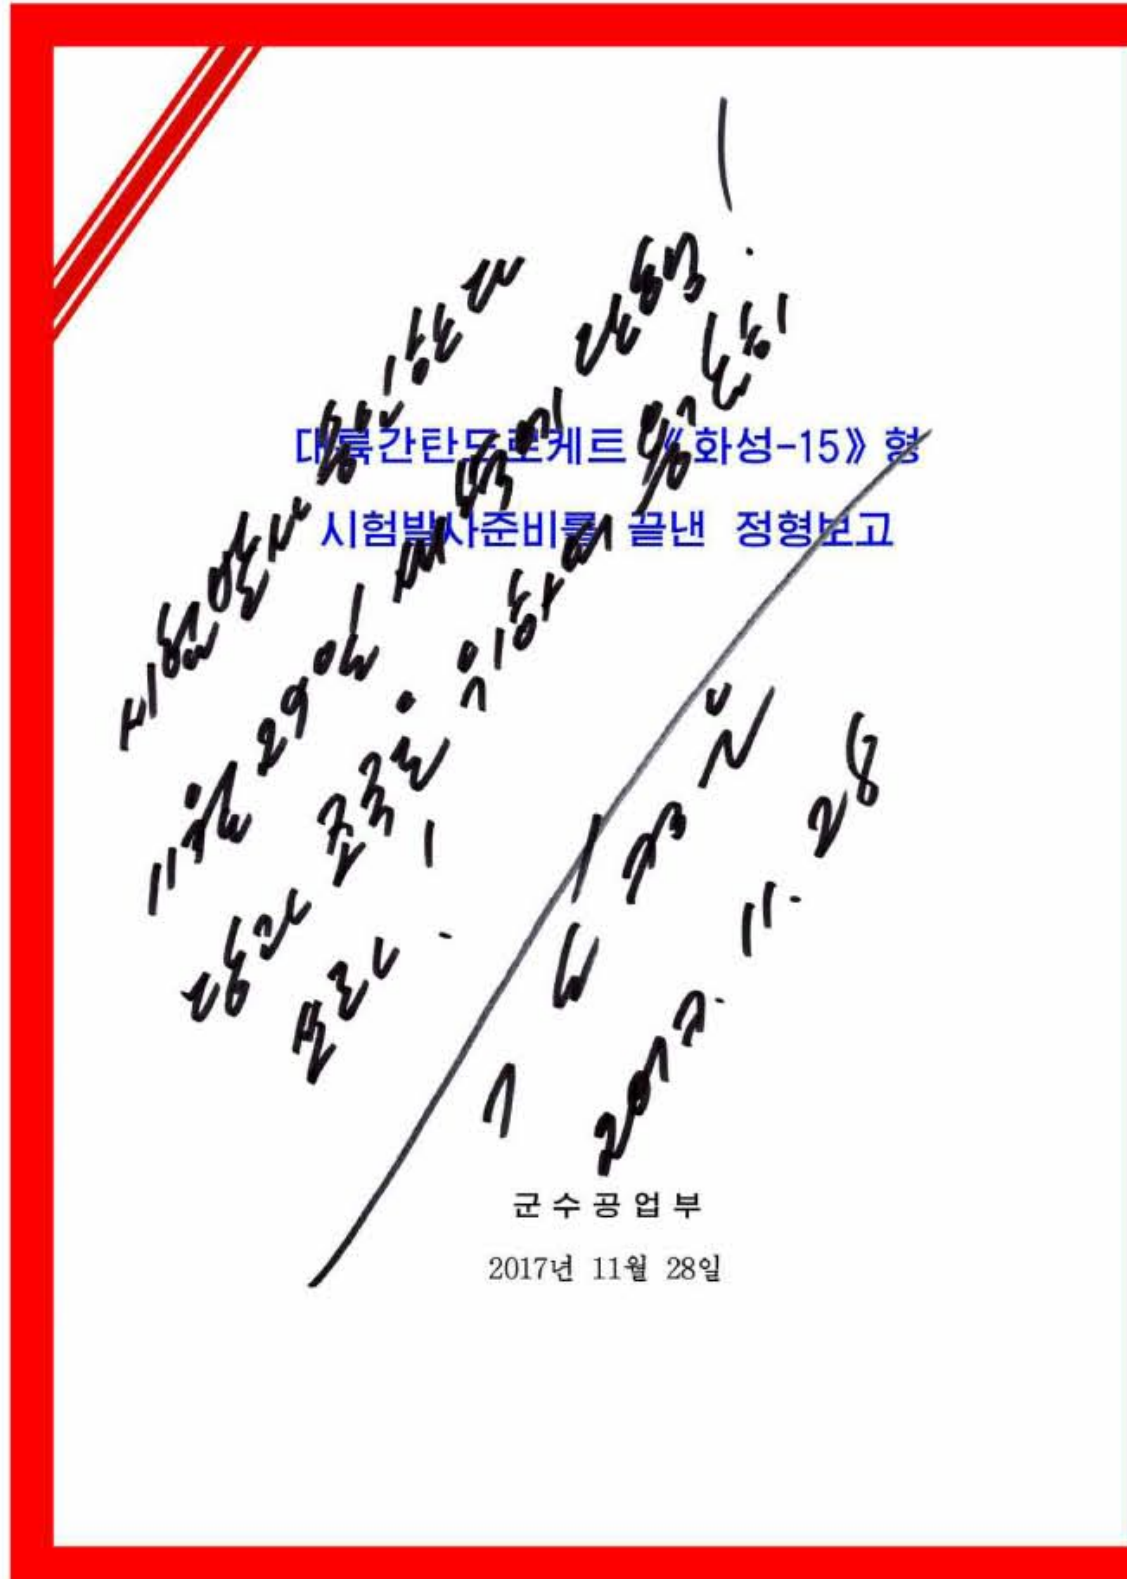 대륙간탄도로케트 《화성-15》형
시험발사준비를 끝낸 정형보고
시험발사 승인한다
11월 29일 새벽에 단행!
당과 조국을 위하여 용감히
쏘라!
김정은
2017. 11. 28
군수공업부
2017년 11월 28일